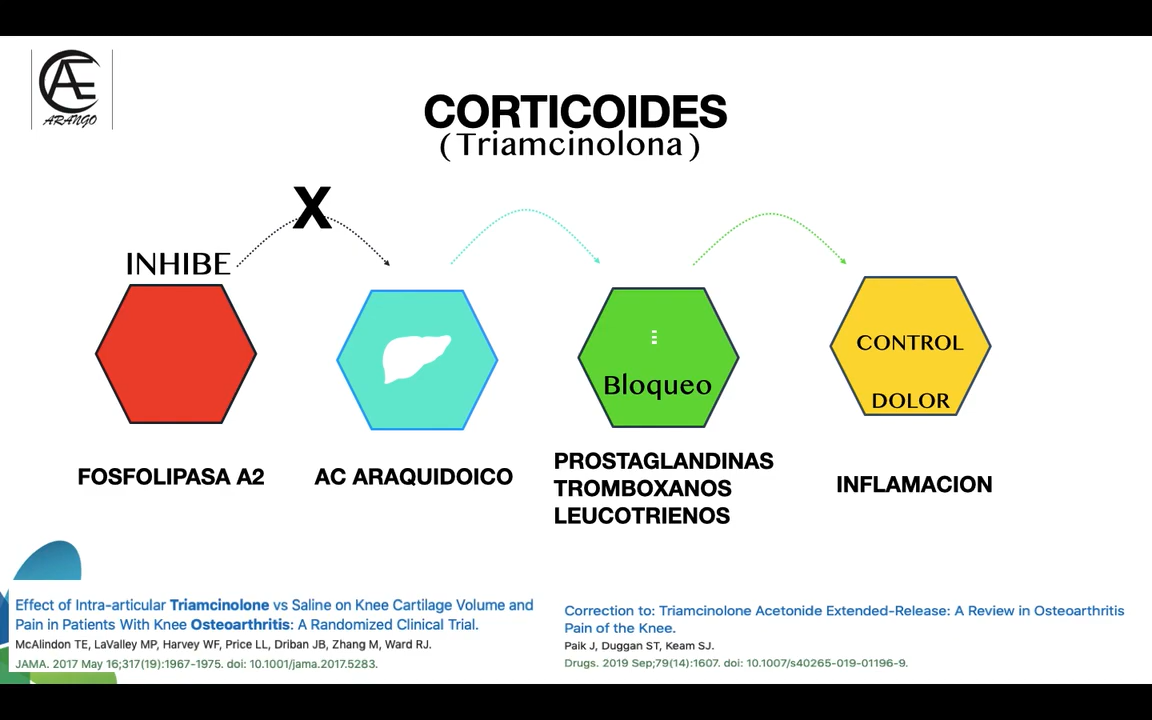 ARANGO
CORTICOIDES
(Triamcinolona)
X
INHIBE
Bloqueo
CONTROL
DOLOR
FOSFOLIPASA A2
AC ARAQUIDOICO
PROSTAGLANDINAS
TROMBOXANOS
LEUCOTRIENOS
INFLAMACION
Effect of Intra-articular Triamcinolone vs Saline on Knee Cartilage Volume and
Pain in Patients With Knee Osteoarthritis: A Randomized Clinical Trial.
McAlindon TE, LaValley MP, Harvey WF, Price LL, Driban JB, Zhang M, Ward RJ.
JAMA. 2017 May 16;317(19):1967-1975. doi: 10.1001/jama.2017.5283.
Correction to: Triamcinolone Acetonide Extended-Release: A Review in Osteoarthritis
Pain of the Knee.
Paik J, Duggan ST, Keam SJ.
Drugs. 2019 Sep;79(14):1607. doi: 10.1007/s40265-019-01196-9.